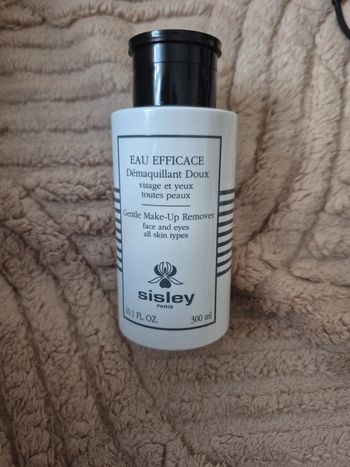 EAU EFFICACE
Démaquillant Doux
visage et yeux
toutes peaux
Gentle Make-Up Remover
face and eyes
all skin types
sisley
PARIS
10.1 FL. OZ. 300 ml